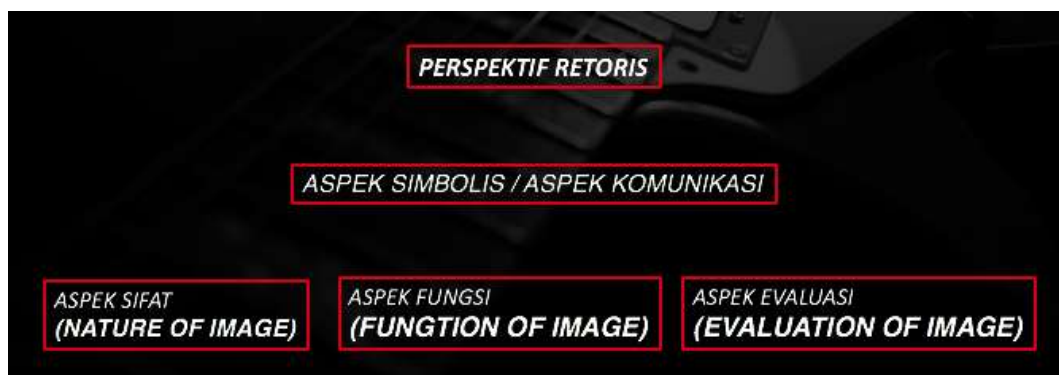 PERSPEKTIF RETORIS
ASPEK SIMBOLIS / ASPEK KOMUNIKASI
ASPEK SIFAT
(NATURE OF IMAGE)
ASPEK FUNGSI
(FUNGTION OF IMAGE)
ASPEK EVALUASI
(EVALUATION OF IMAGE)